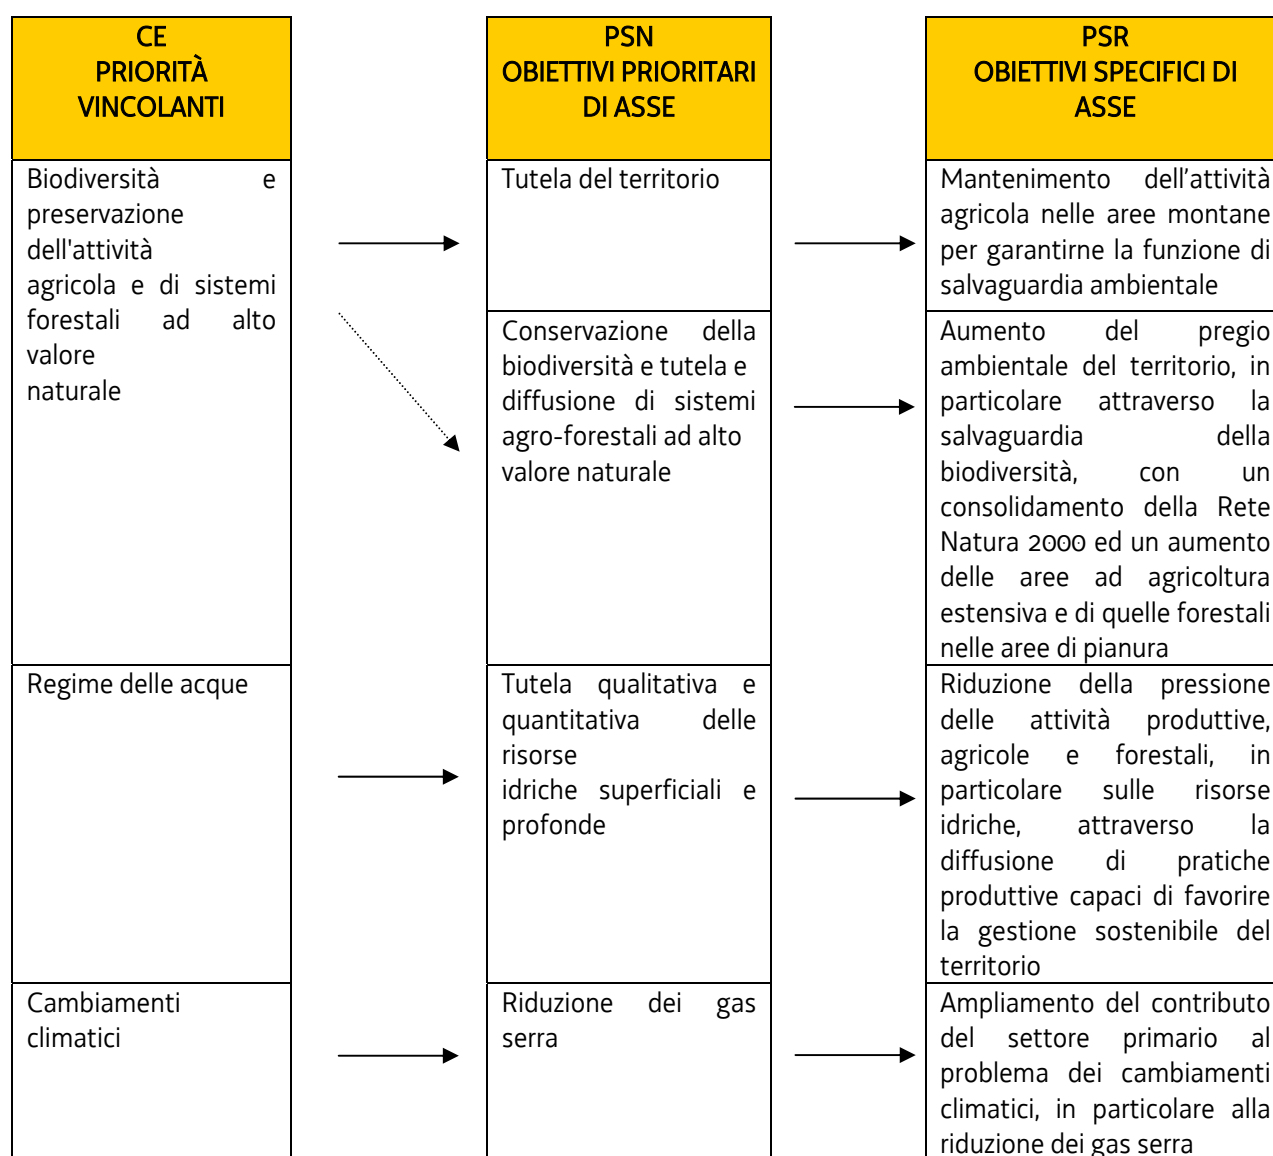 CE
PRIORITÀ
VINCOLANTI
PSN
OBIETTIVI PRIORITARI
DI ASSE
PSR
OBIETTIVI SPECIFICI DI
ASSE
Biodiversità e
preservazione
dell'attività
agricola e di sistemi
forestali ad alto
valore
naturale
Tutela del territorio
Mantenimento dell'attività
agricola nelle aree montane
per garantirne la funzione di
salvaguardia ambientale
Conservazione della
biodiversità e tutela e
diffusione di sistemi
agro-forestali ad alto
valore naturale
Aumento del pregio
ambientale del territorio, in
particolare attraverso la
salvaguardia della
biodiversità, con un
consolidamento della Rete
Natura 2000 ed un aumento
delle aree ad agricoltura
estensiva e di quelle forestali
nelle aree di pianura
Regime delle acque
Tutela qualitativa e
quantitativa delle
risorse
idriche superficiali e
profonde
Riduzione della pressione
delle attività produttive,
agricole e forestali, in
particolare sulle risorse
idriche, attraverso la
diffusione di pratiche
produttive capaci di favorire
la gestione sostenibile del
territorio
Cambiamenti
climatici
Riduzione dei gas
serra
Ampliamento del contributo
del settore primario al
problema dei cambiamenti
climatici, in particolare alla
riduzione dei gas serra